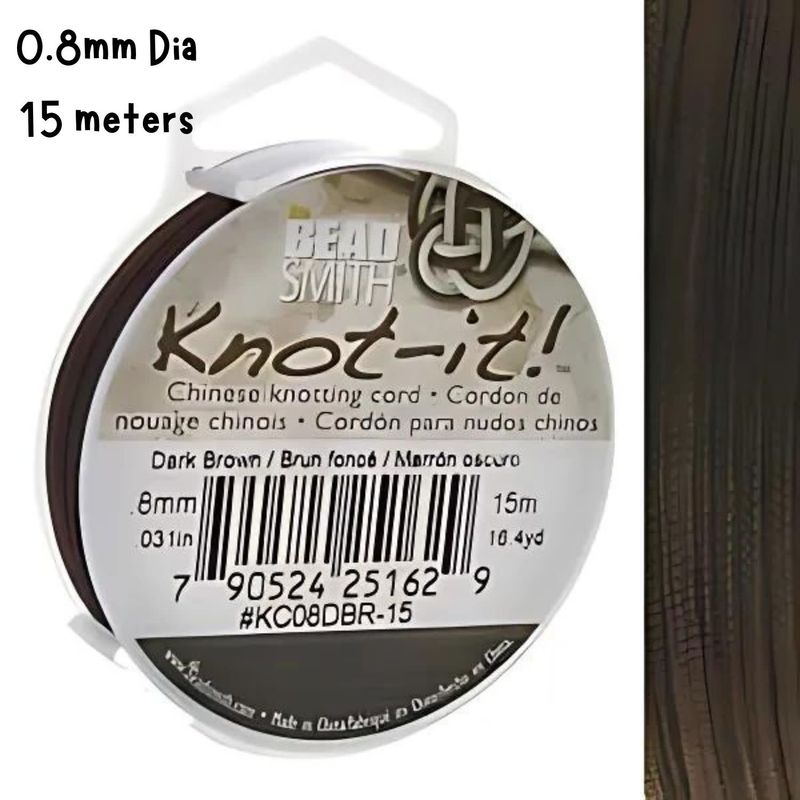 0.8mm Dia
15 meters
BEAD
SMITH
Knot-it!
Chinese knotting cord • Cordon de
nouage chinois • Cordón para nudos chinos
Dark Brown / Brun foncé / Marrón oscuro
.8mm
15m
.031in
16.4yd
7 90524 25162 9
#KC08DBR-15